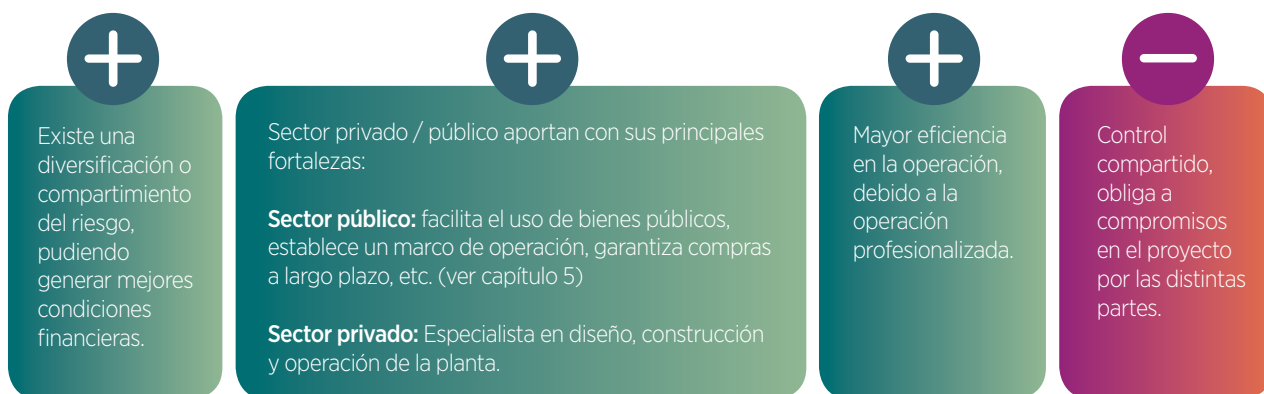 Existe una
diversificación o
compartimiento
del riesgo,
pudiendo
generar mejores
condiciones
financieras.
Sector privado / público aportan con sus principales
fortalezas:
Sector público: facilita el uso de bienes públicos,
establece un marco de operación, garantiza compras
a largo plazo, etc. (ver capítulo 5)
Sector privado: Especialista en diseño, construcción
y operación de la planta.
Mayor eficiencia
en la operación,
debido a la
operación
profesionalizada.
Control
compartido,
obliga a
compromisos
en el proyecto
por las distintas
partes.